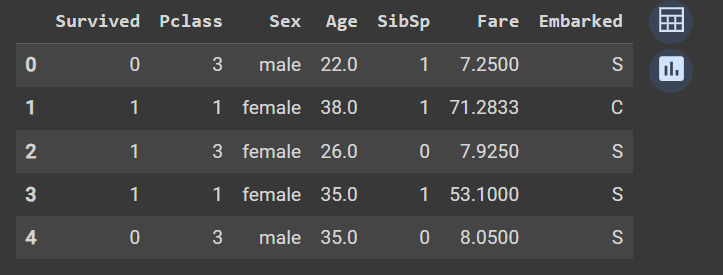 Survived Pclass Sex Age SibSp Fare Embarked
0 0 3 male 22.0 1 7.2500 S
1 1 1 female 38.0 1 71.2833 C
2 1 3 female 26.0 0 7.9250 S
3 1 1 female 35.0 1 53.1000 S
4 0 3 male 35.0 0 8.0500 S